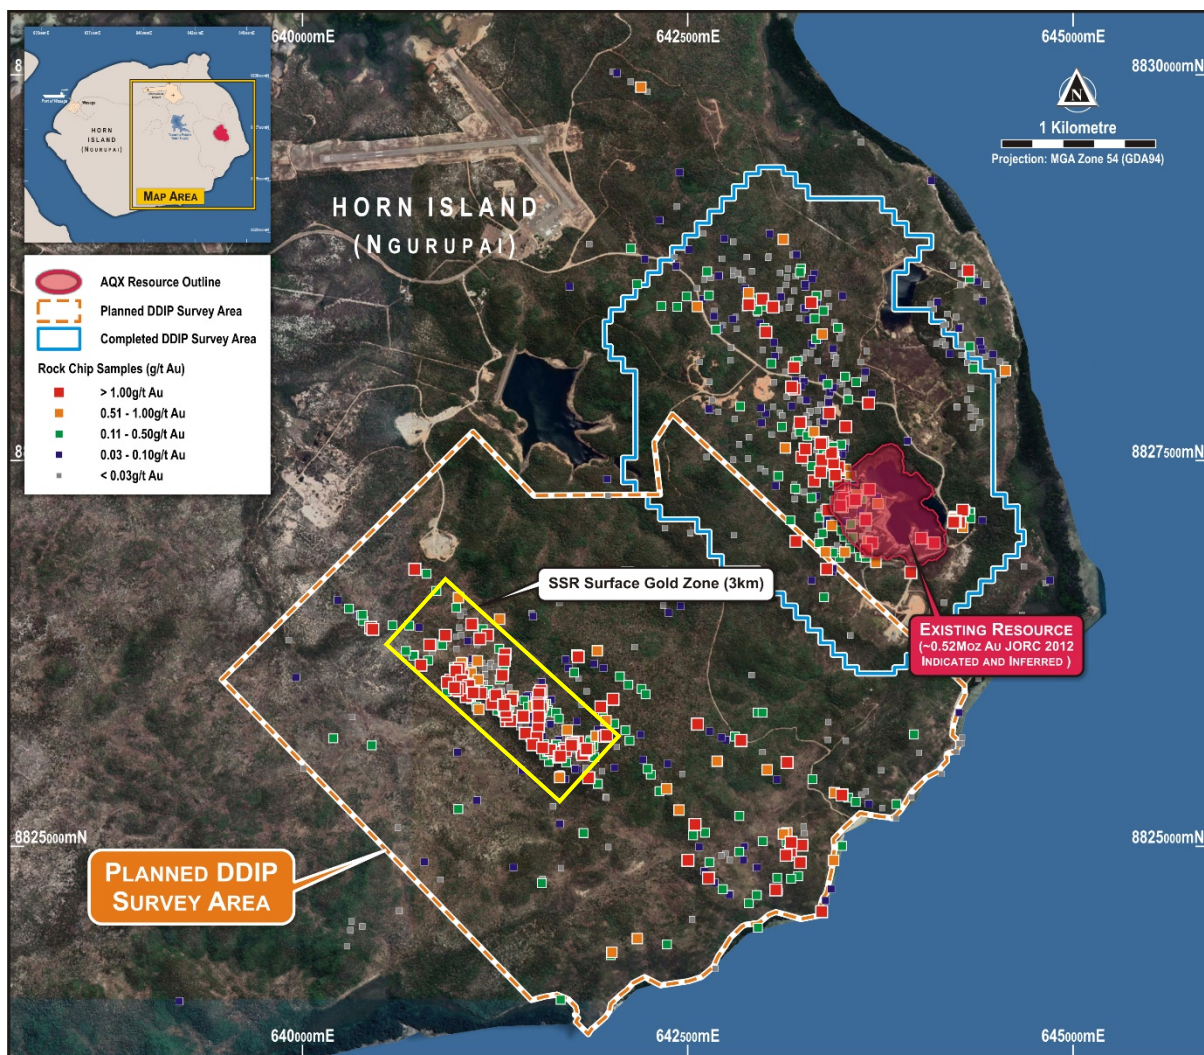 640000mE
642500mE
645000mE
8830000mN
N
1 Kilometre
Projection: MGA Zone 54 (GDA94)
HORN
ISLAND
(NGURUPAI)
MAP AREA
HORN ISLAND
(NGURUPAI)
AQX Resource Outline
Planned DDIP Survey Area
Completed DDIP Survey Area
Rock Chip Samples (g/t Au)
> 1.00g/t Au
0.51 - 1.00g/t Au
0.11 - 0.50g/t Au
0.03 - 0.10g/t Au
< 0.03g/t Au
8827500mN
SSR Surface Gold Zone (3km)
EXISTING RESOURCE
(~0.52MOZ AU JORC 2012
INDICATED AND INFERRED )
8825000mN
8825000mN
PLANNED DDIP
SURVEY AREA
640000mE
642500mE
645000mE